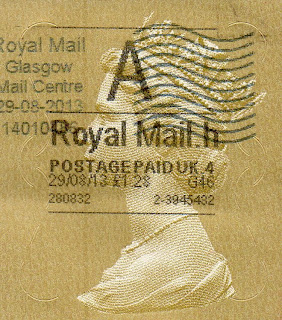 Royal Mail
Glasgow
Mail Centre
29-08-2013
A
Royal Mail.h.
POSTAGE PAID UK 4
29/08/13 £1.28 G46
280832 2-3945432